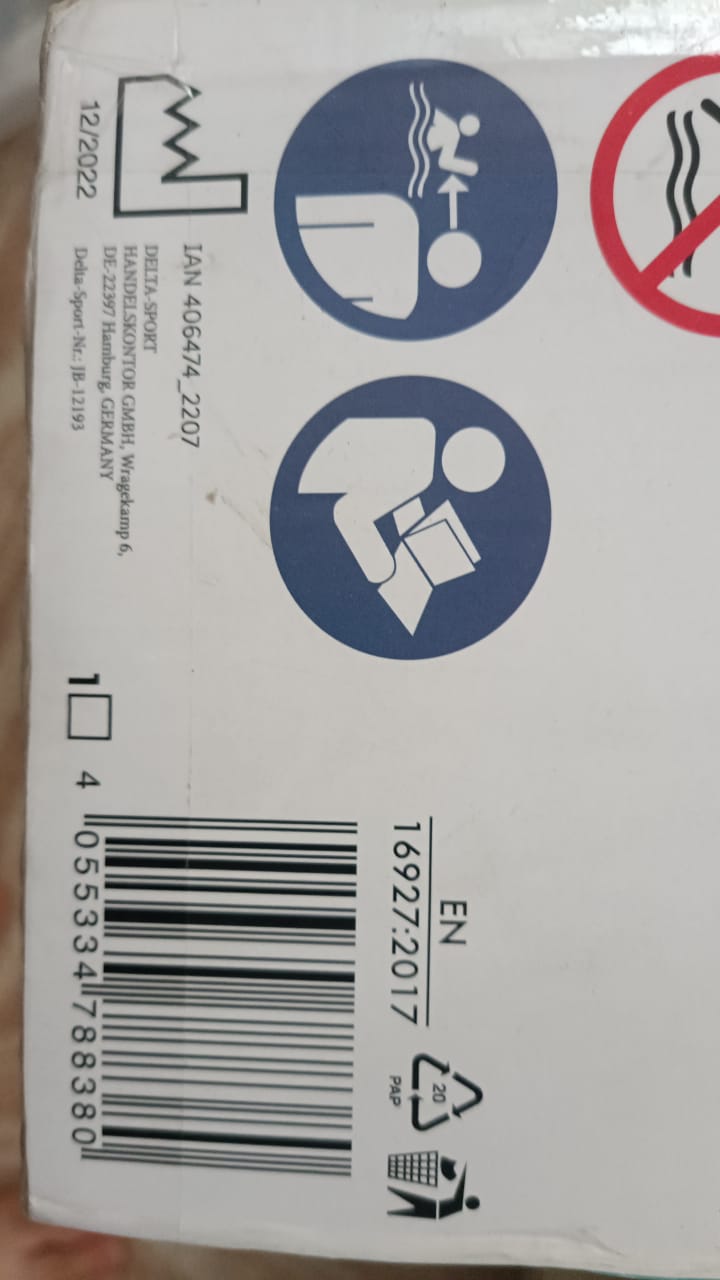 12/2022
IAN 406474_2207
DELTA-SPORT
HANDELSKONTOR GMBH, Wragekamp 6,
DE-22397 Hamburg, GERMANY
Delta-Sport-Nr.: JB-12193
EN
16927:2017
20
PAP
1
4 055334 788380